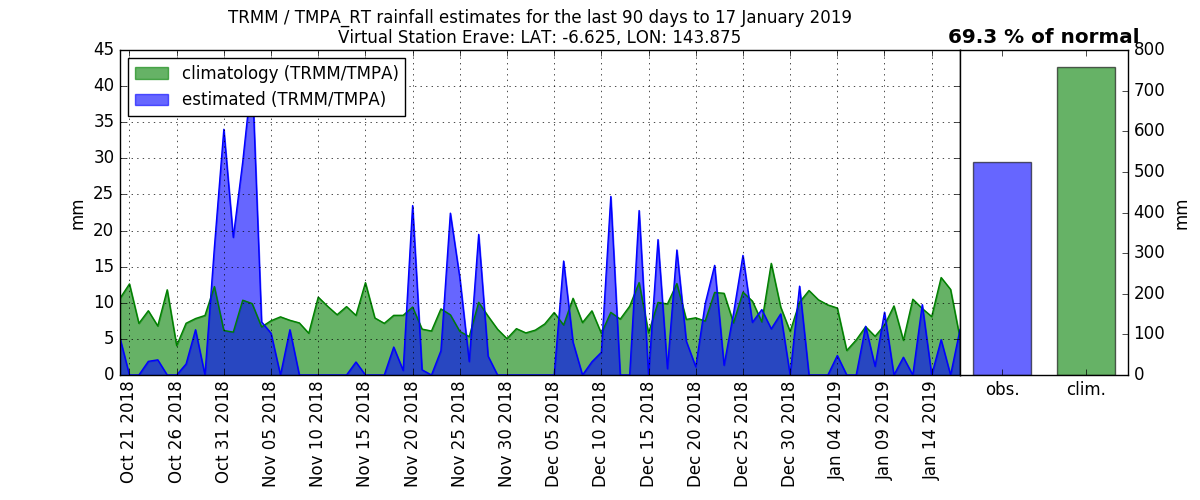 TRMM / TMPA_RT rainfall estimates for the last 90 days to 17 January 2019
Virtual Station Erave: LAT: -6.625, LON: 143.875
69.3 % of normal
climatology (TRMM/TMPA)
estimated (TRMM/TMPA)
45
40
35
30
25
20
15
10
5
0
mm
Oct 21 2018
Oct 26 2018
Oct 31 2018
Nov 05 2018
Nov 10 2018
Nov 15 2018
Nov 20 2018
Nov 25 2018
Nov 30 2018
Dec 05 2018
Dec 10 2018
Dec 15 2018
Dec 20 2018
Dec 25 2018
Dec 30 2018
Jan 04 2019
Jan 09 2019
Jan 14 2019
obs.
clim.
800
700
600
500
400
300
200
100
0
mm